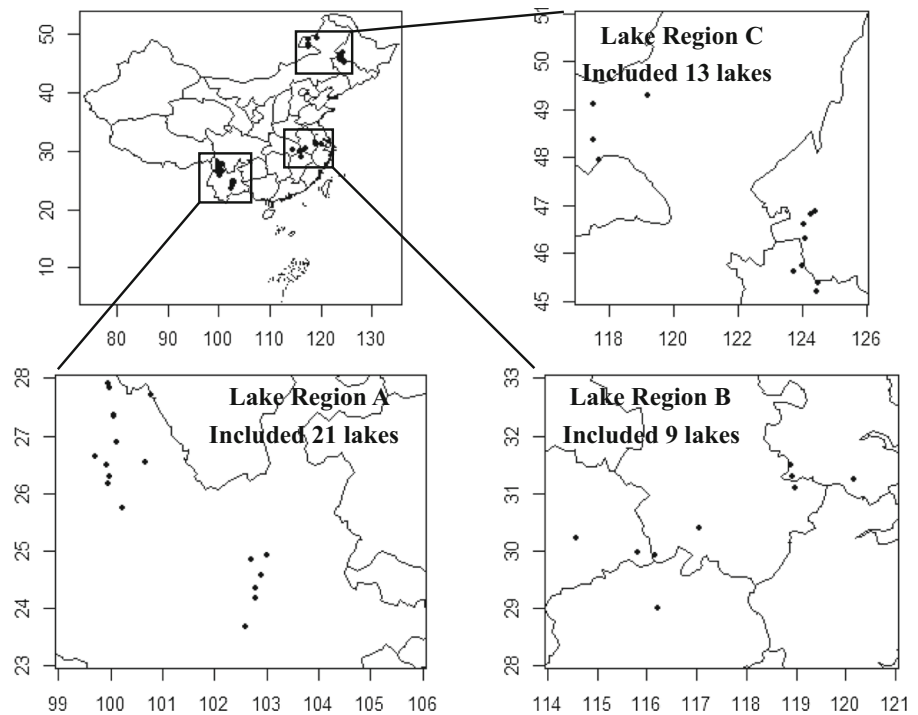 50
40
30
20
10
80 90 100 110 120 130
Lake Region C
Included 13 lakes
51
50
49
48
47
46
45
118 120 122 124 126
Lake Region A
Included 21 lakes
28
27
26
25
24
23
99 100 101 102 103 104 105 106
Lake Region B
Included 9 lakes
33
32
31
30
29
28
114 115 116 117 118 119 120 121